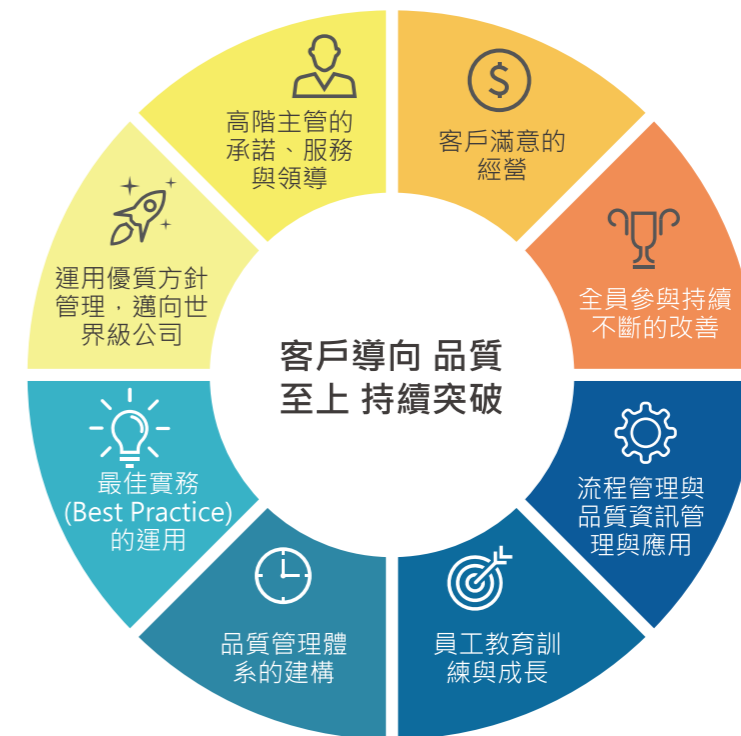 高階主管的
承諾、服務
與領導
$
客戶滿意的
經營
全員參與持續
不斷的改善
流程管理與
品質資訊管
理與應用
員工教育訓
練與成長
品質管理體
系的建構
最佳實務
(Best Practice)
的運用
運用優質方針
管理，邁向世
界級公司
客戶導向 品質
至上 持續突破